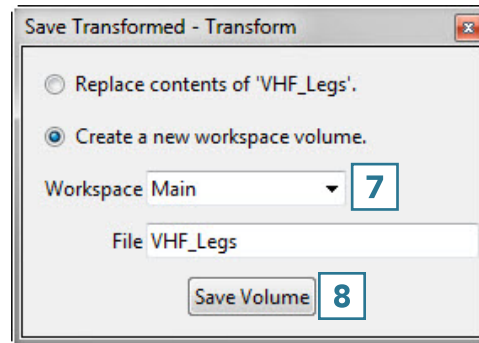 Save Transformed - Transform
Replace contents of 'VHF_Legs'.
Create a new workspace volume.
Workspace Main 7
File VHF_Legs
Save Volume 8